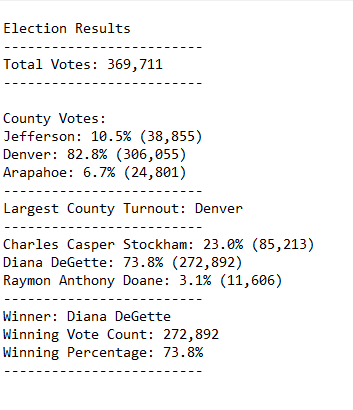 Election Results
-------------------------
Total Votes: 369,711
-------------------------
County Votes:
Jefferson: 10.5% (38,855)
Denver: 82.8% (306,055)
Arapahoe: 6.7% (24,801)
-------------------------
Largest County Turnout: Denver
-------------------------
Charles Casper Stockham: 23.0% (85,213)
Diana DeGette: 73.8% (272,892)
Raymon Anthony Doane: 3.1% (11,606)
-------------------------
Winner: Diana DeGette
Winning Vote Count: 272,892
Winning Percentage: 73.8%
-------------------------